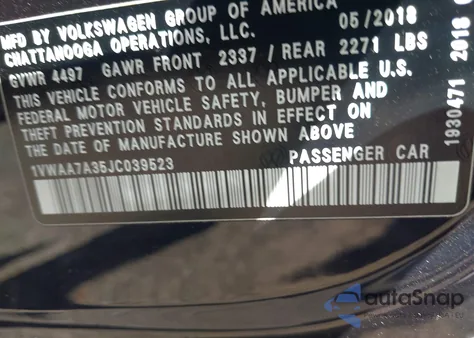 MFD BY VOLKSWAGEN GROUP OF AMERICA
CHATTANOOGA OPERATIONS, LLC. 05/2018
GVWR 4497 GAWR FRONT 2337 / REAR 2271 LBS
THIS VEHICLE CONFORMS TO ALL APPLICABLE U.S.
FEDERAL MOTOR VEHICLE SAFETY, BUMPER AND
THEFT PREVENTION STANDARDS IN EFFECT ON THE
DATE OF MANUFACTURE SHOWN ABOVE
1VWAA7A35JC039523 PASSENGER CAR
1930471 2018
autoSnap